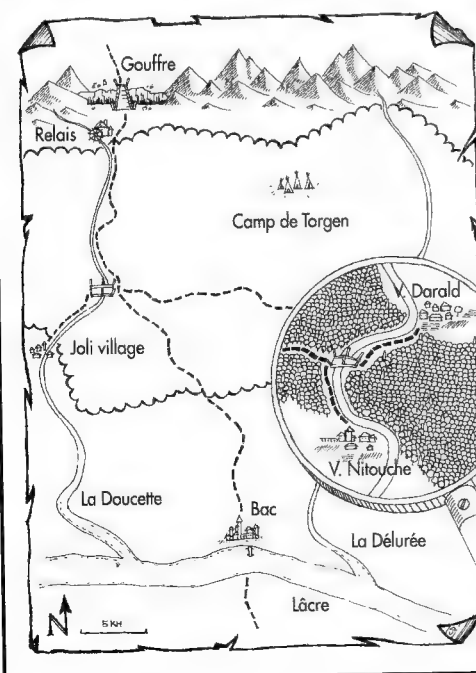 Gouffre
Relais
Camp de Torgen
V. Darald
Joli village
V. Nitouche
La Doucette
Bac
La Délurée
Lâcre
N
5 KM